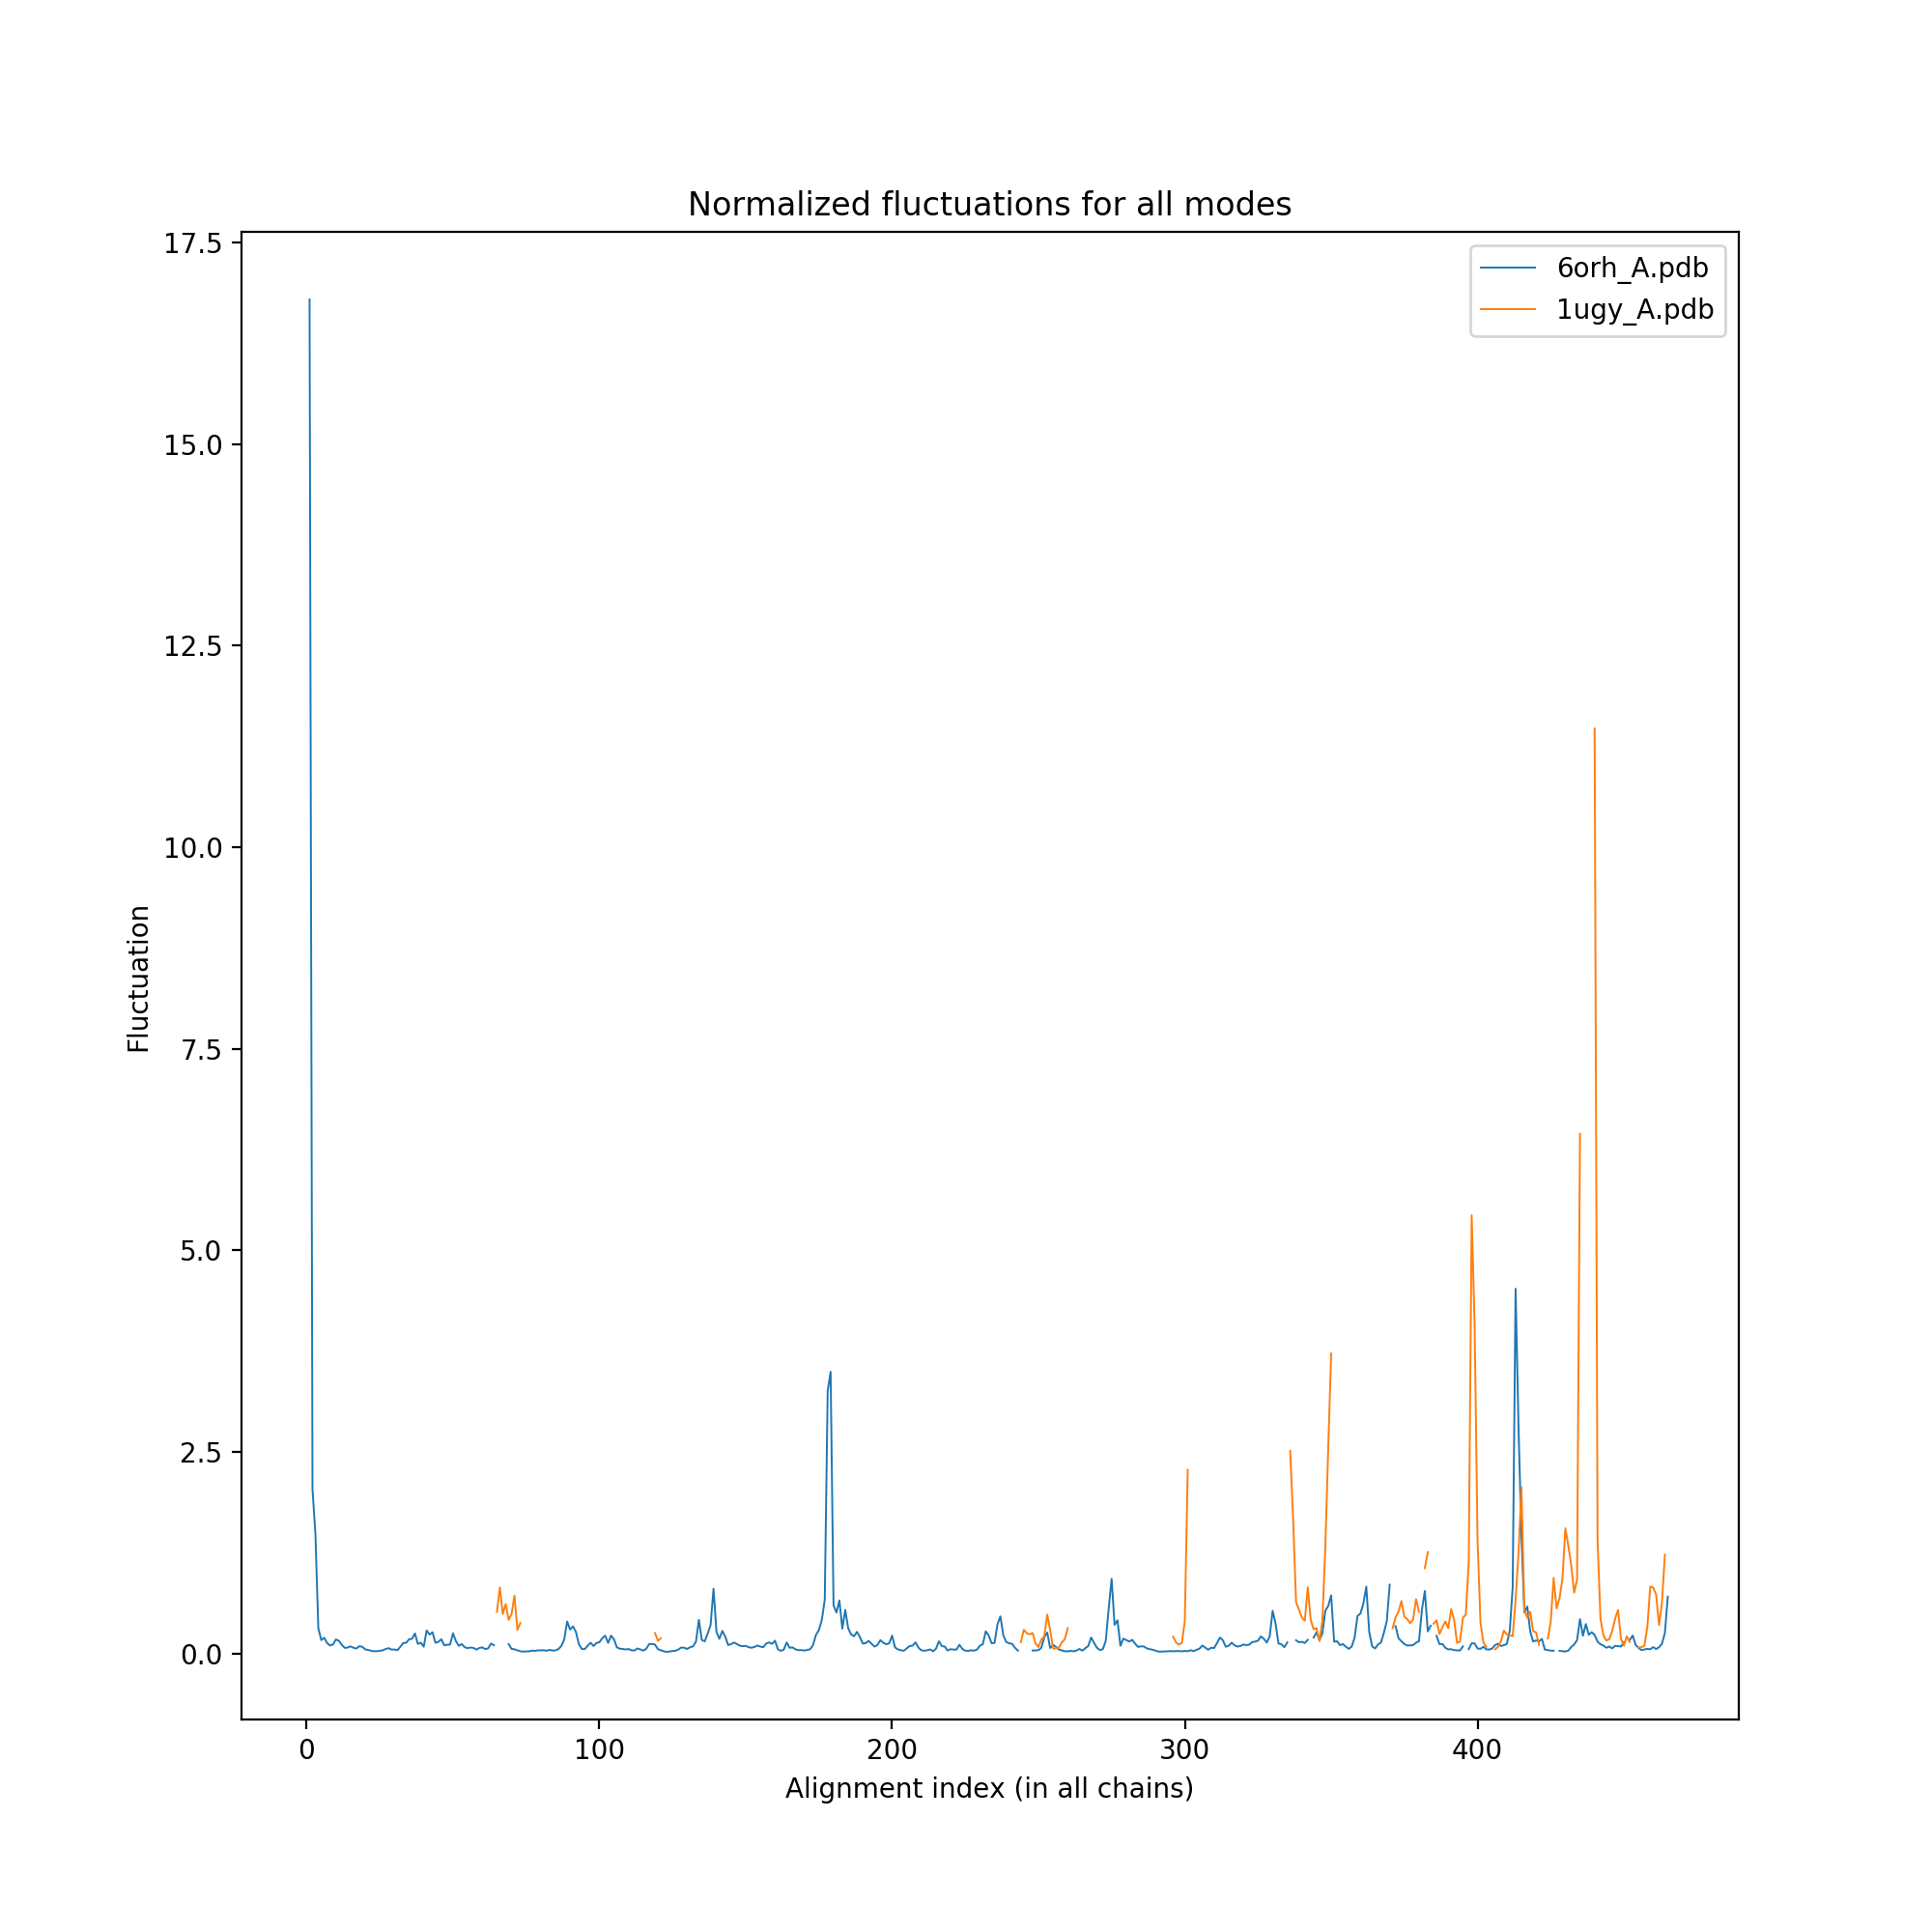 Normalized fluctuations for all modes
17.5
15.0
12.5
10.0
7.5
5.0
2.5
0.0
Fluctuation
6orh_A.pdb
1ugy_A.pdb
0 100 200 300 400
Alignment index (in all chains)